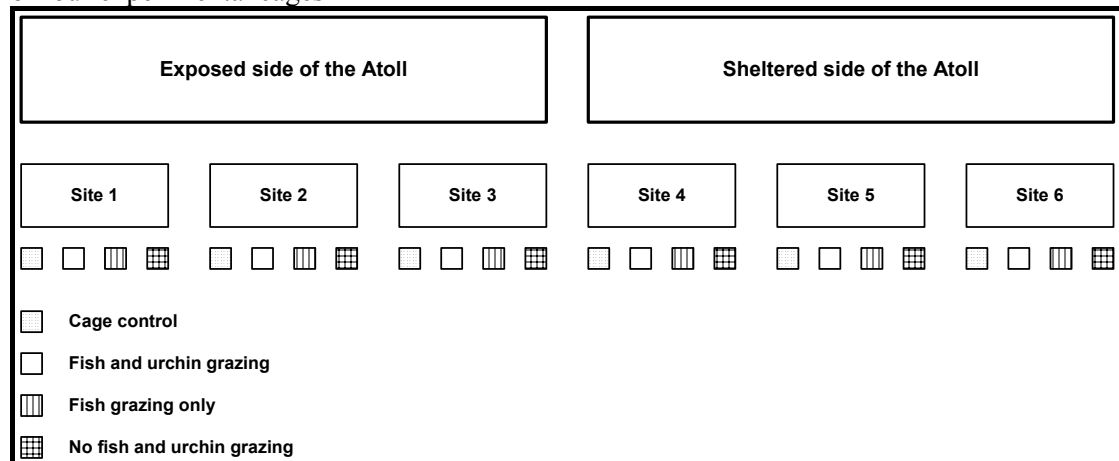 Exposed side of the Atoll
Sheltered side of the Atoll
Site 1
Site 2
Site 3
Site 4
Site 5
Site 6
Cage control
Fish and urchin grazing
Fish grazing only
No fish and urchin grazing